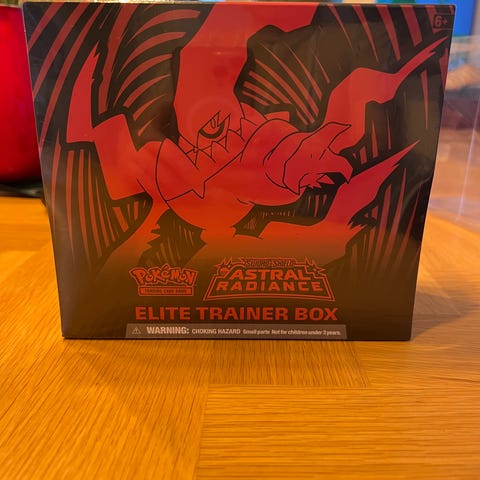 6+
Pokémon
TRADING CARD GAME
SWORD & SHIELD
ASTRAL
RADIANCE
ELITE TRAINER BOX
WARNING: CHOKING HAZARD Small parts Not for children under 3 years.